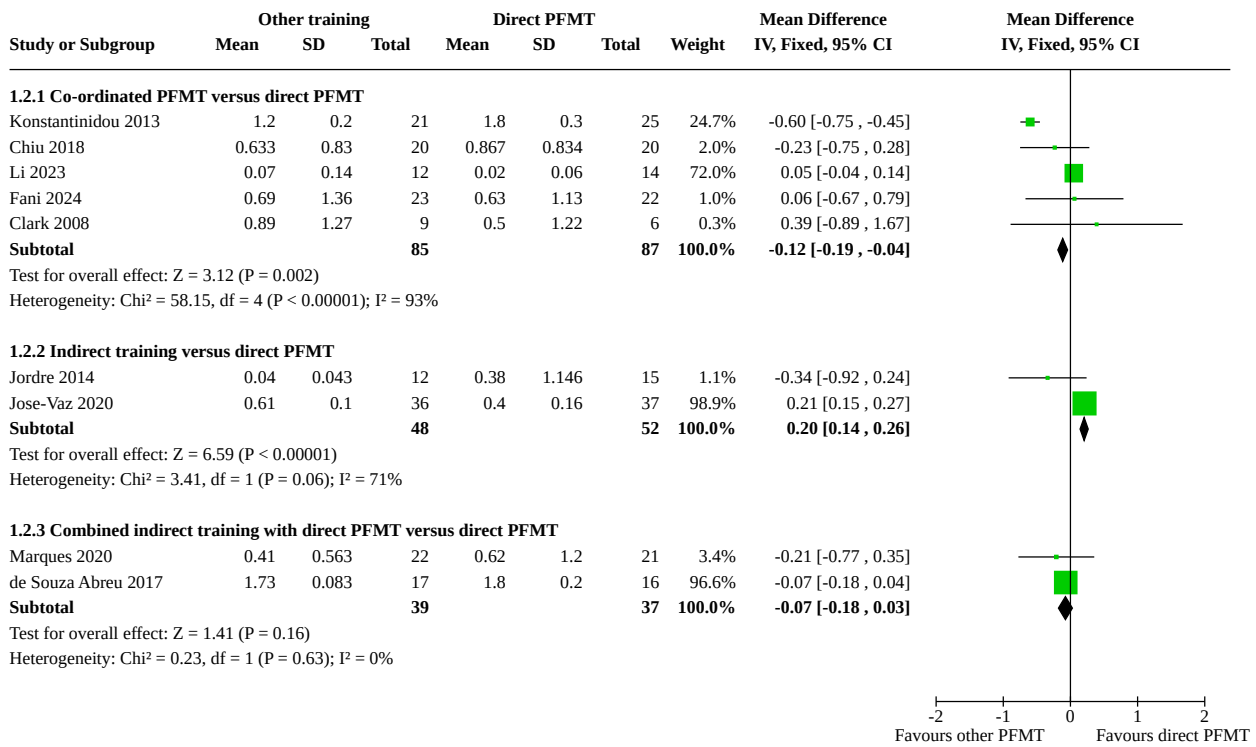 Other training Direct PFMT Mean Difference Mean Difference
Study or Subgroup Mean SD Total Mean SD Total Weight IV, Fixed, 95% CI IV, Fixed, 95% CI
1.2.1 Co-ordinated PFMT versus direct PFMT
Konstantinidou 2013 1.2 0.2 21 1.8 0.3 25 24.7% -0.60 [-0.75 , -0.45]
Chiu 2018 0.633 0.83 20 0.867 0.834 20 2.0% -0.23 [-0.75 , 0.28]
Li 2023 0.07 0.14 12 0.02 0.06 14 72.0% 0.05 [-0.04 , 0.14]
Fani 2024 0.69 1.36 23 0.63 1.13 22 1.0% 0.06 [-0.67 , 0.79]
Clark 2008 0.89 1.27 9 0.5 1.22 6 0.3% 0.39 [-0.89 , 1.67]
Subtotal 85 87 100.0% -0.12 [-0.19 , -0.04]
Test for overall effect: Z = 3.12 (P = 0.002)
Heterogeneity: Chi² = 58.15, df = 4 (P < 0.00001); I² = 93%
1.2.2 Indirect training versus direct PFMT
Jordre 2014 0.04 0.043 12 0.38 1.146 15 1.1% -0.34 [-0.92 , 0.24]
Jose-Vaz 2020 0.61 0.1 36 0.4 0.16 37 98.9% 0.21 [0.15 , 0.27]
Subtotal 48 52 100.0% 0.20 [0.14 , 0.26]
Test for overall effect: Z = 6.59 (P < 0.00001)
Heterogeneity: Chi² = 3.41, df = 1 (P = 0.06); I² = 71%
1.2.3 Combined indirect training with direct PFMT versus direct PFMT
Marques 2020 0.41 0.563 22 0.62 1.2 21 3.4% -0.21 [-0.77 , 0.35]
de Souza Abreu 2017 1.73 0.083 17 1.8 0.2 16 96.6% -0.07 [-0.18 , 0.04]
Subtotal 39 37 100.0% -0.07 [-0.18 , 0.03]
Test for overall effect: Z = 1.41 (P = 0.16)
Heterogeneity: Chi² = 0.23, df = 1 (P = 0.63); I² = 0%
-2 -1 0 1 2
Favours other PFMT Favours direct PFMT